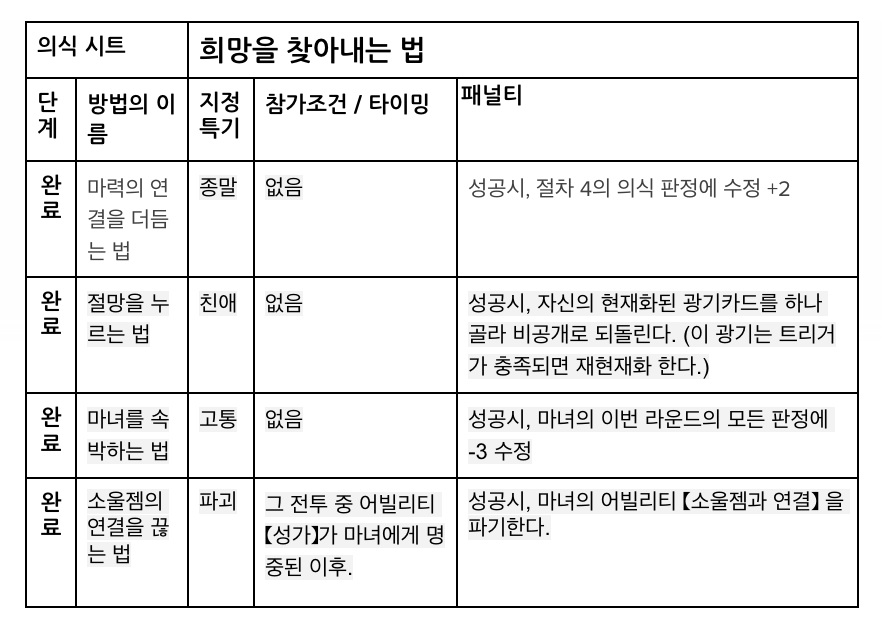 의식 시트
희망을 찾아내는 법
단
계
방법의 이
름
지정
특기
참가조건 / 타이밍
패널티
완
료
마력의 연
결을 더듬
는 법
종말
없음
성공시, 절차 4의 의식 판정에 수정 +2
완
료
절망을 누
르는 법
친애
없음
성공시, 자신의 현재화된 광기카드를 하나
골라 비공개로 되돌린다. (이 광기는 트리거
가 충족되면 재현재화 한다.)
완
료
마녀를 속
박하는 법
고통
없음
성공시, 마녀의 이번 라운드의 모든 판정에
-3 수정
완
료
소울젬의
연결을 끊
는 법
파괴
그 전투 중 어빌리티
【성가】가 마녀에게 명
중된 이후.
성공시, 마녀의 어빌리티 【소울젬과 연결】 을
파기한다.